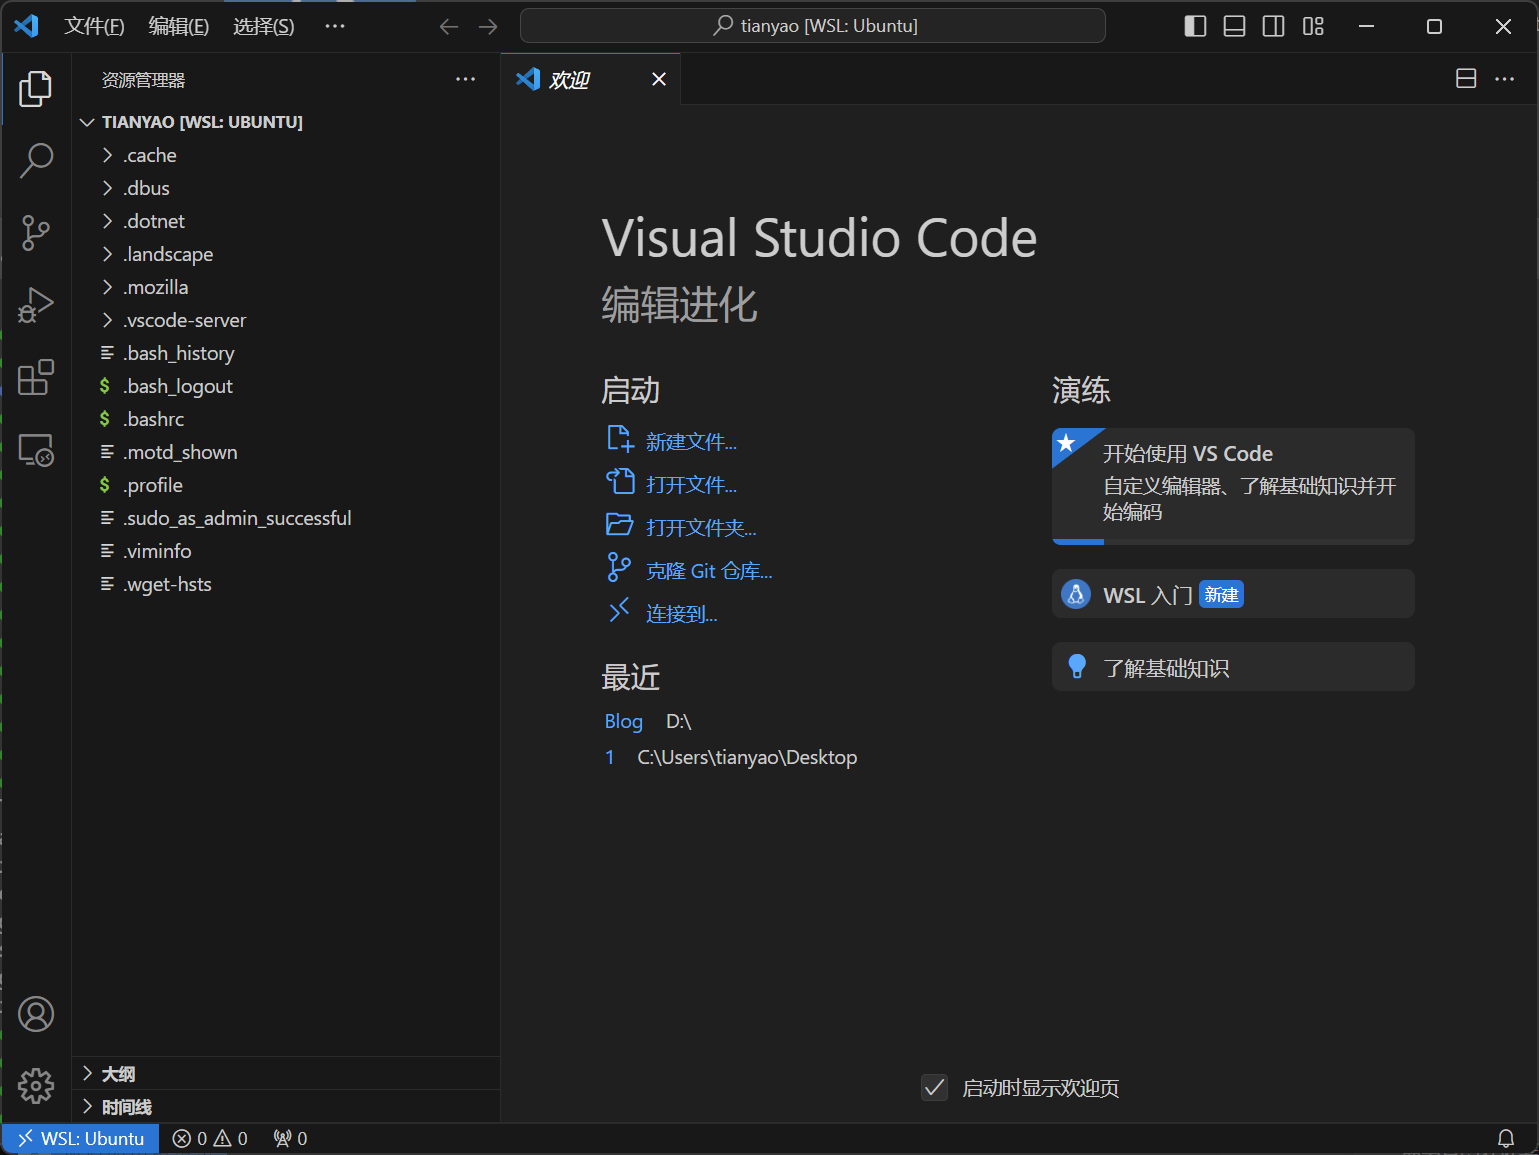 文件(F) 编辑(E) 选择(S) ··· tianyao [WSL: Ubuntu]
资源管理器
欢迎
TIANYAO [WSL: UBUNTU]
.cache
.dbus
.dotnet
.landscape
.mozilla
.vscode-server
.bash_history
$ .bash_logout
$ .bashrc
.motd_shown
$ .profile
.sudo_as_admin_successful
.viminfo
.wget-hsts
大纲
时间线
Visual Studio Code
编辑进化
启动
新建文件...
打开文件...
打开文件夹...
克隆 Git 仓库...
连接到...
最近
Blog D:\
1 C:\Users\tianyao\Desktop
演练
开始使用 VS Code
自定义编辑器、了解基础知识并开
始编码
WSL 入门 新建
了解基础知识
启动时显示欢迎页
WSL: Ubuntu 0 0 0